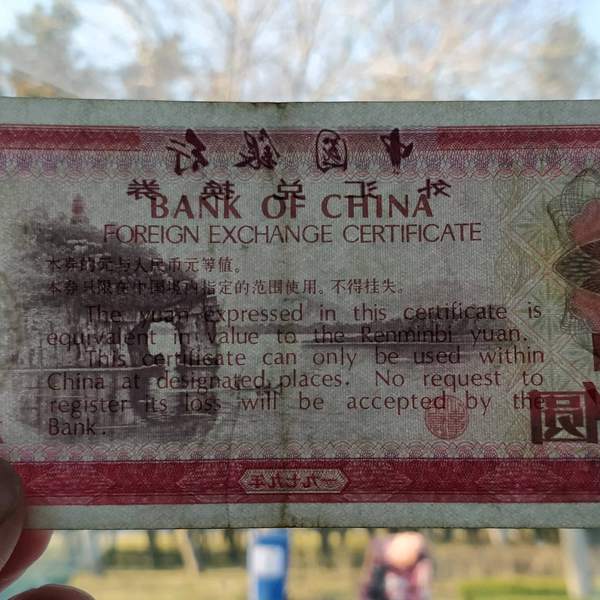 中國銀行
外汇兑换券
BANK OF CHINA
FOREIGN EXCHANGE CERTIFICATE
本券的元与人民币元等值。
本券只限在中国境内指定的范围使用,不得挂失。
The yuan expressed in this certificate is
equivalent in value to the Renminbi yuan.
This certificate can only be used within
China at designated places. No request to
register its loss will be accepted by the
Bank.
圆
一九七九年